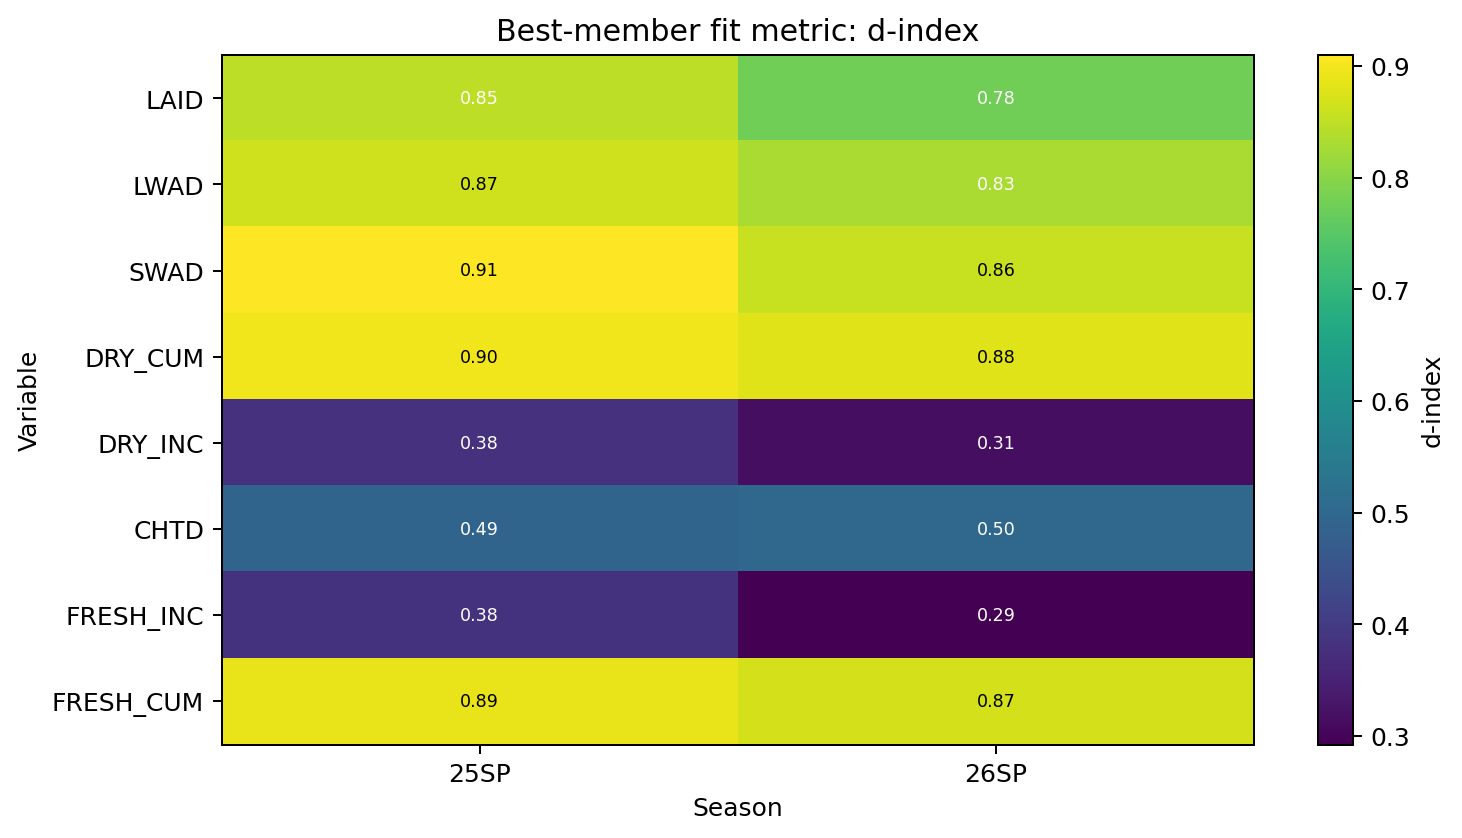 Best-member fit metric: d-index
LAID 0.85 0.78
LWAD 0.87 0.83
SWAD 0.91 0.86
DRY_CUM 0.90 0.88
DRY_INC 0.38 0.31
CHTD 0.49 0.50
FRESH_INC 0.38 0.29
FRESH_CUM 0.89 0.87
25SP 26SP
Season
Variable
0.9
0.8
0.7
0.6
0.5
0.4
0.3
d-index